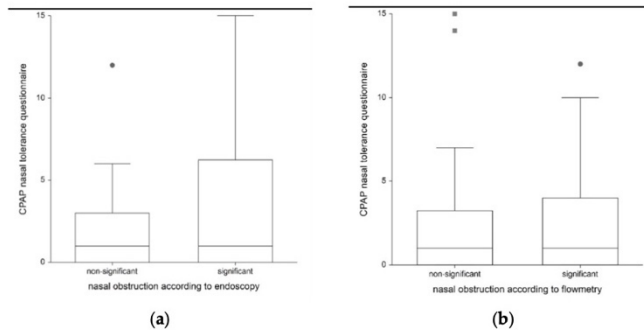 15
10
5
0
CPAP nasal tolerance questionnaire
non-significant
significant
nasal obstruction according to endoscopy
(a)
15
10
5
0
CPAP nasal tolerance questionnaire
non-significant
significant
nasal obstruction according to flowmetry
(b)